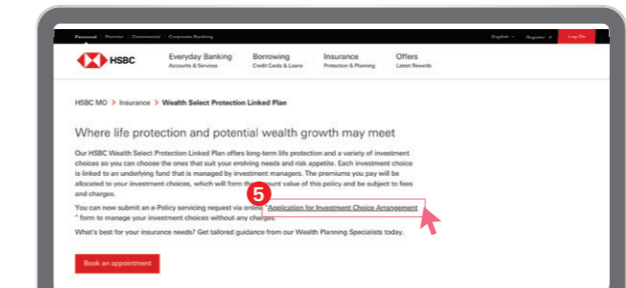 Personal Premier Commercial Corporate Banking English Register Log On
HSBC Everyday Banking Borrowing Insurance Offers
Accounts & Services Credit Cards & Loans Protection & Planning Latest Rewards
HSBC MO > Insurance > Wealth Select Protection Linked Plan
Where life protection and potential wealth growth may meet
Our HSBC Wealth Select Protection Linked Plan offers long-term life protection and a variety of investment
choices so you can choose the ones that suit your evolving needs and risk appetite. Each investment choice
is linked to an underlying fund that is managed by investment managers. The premiums you pay will be
allocated to your investment choices, which will form the account value of this policy and be subject to fees
and charges.
5
You can now submit an e-Policy servicing request via online "Application for Investment Choice Arrangement
" form to manage your investment choices without any charges.
What's best for your insurance needs? Get tailored guidance from our Wealth Planning Specialists today.
Book an appointment